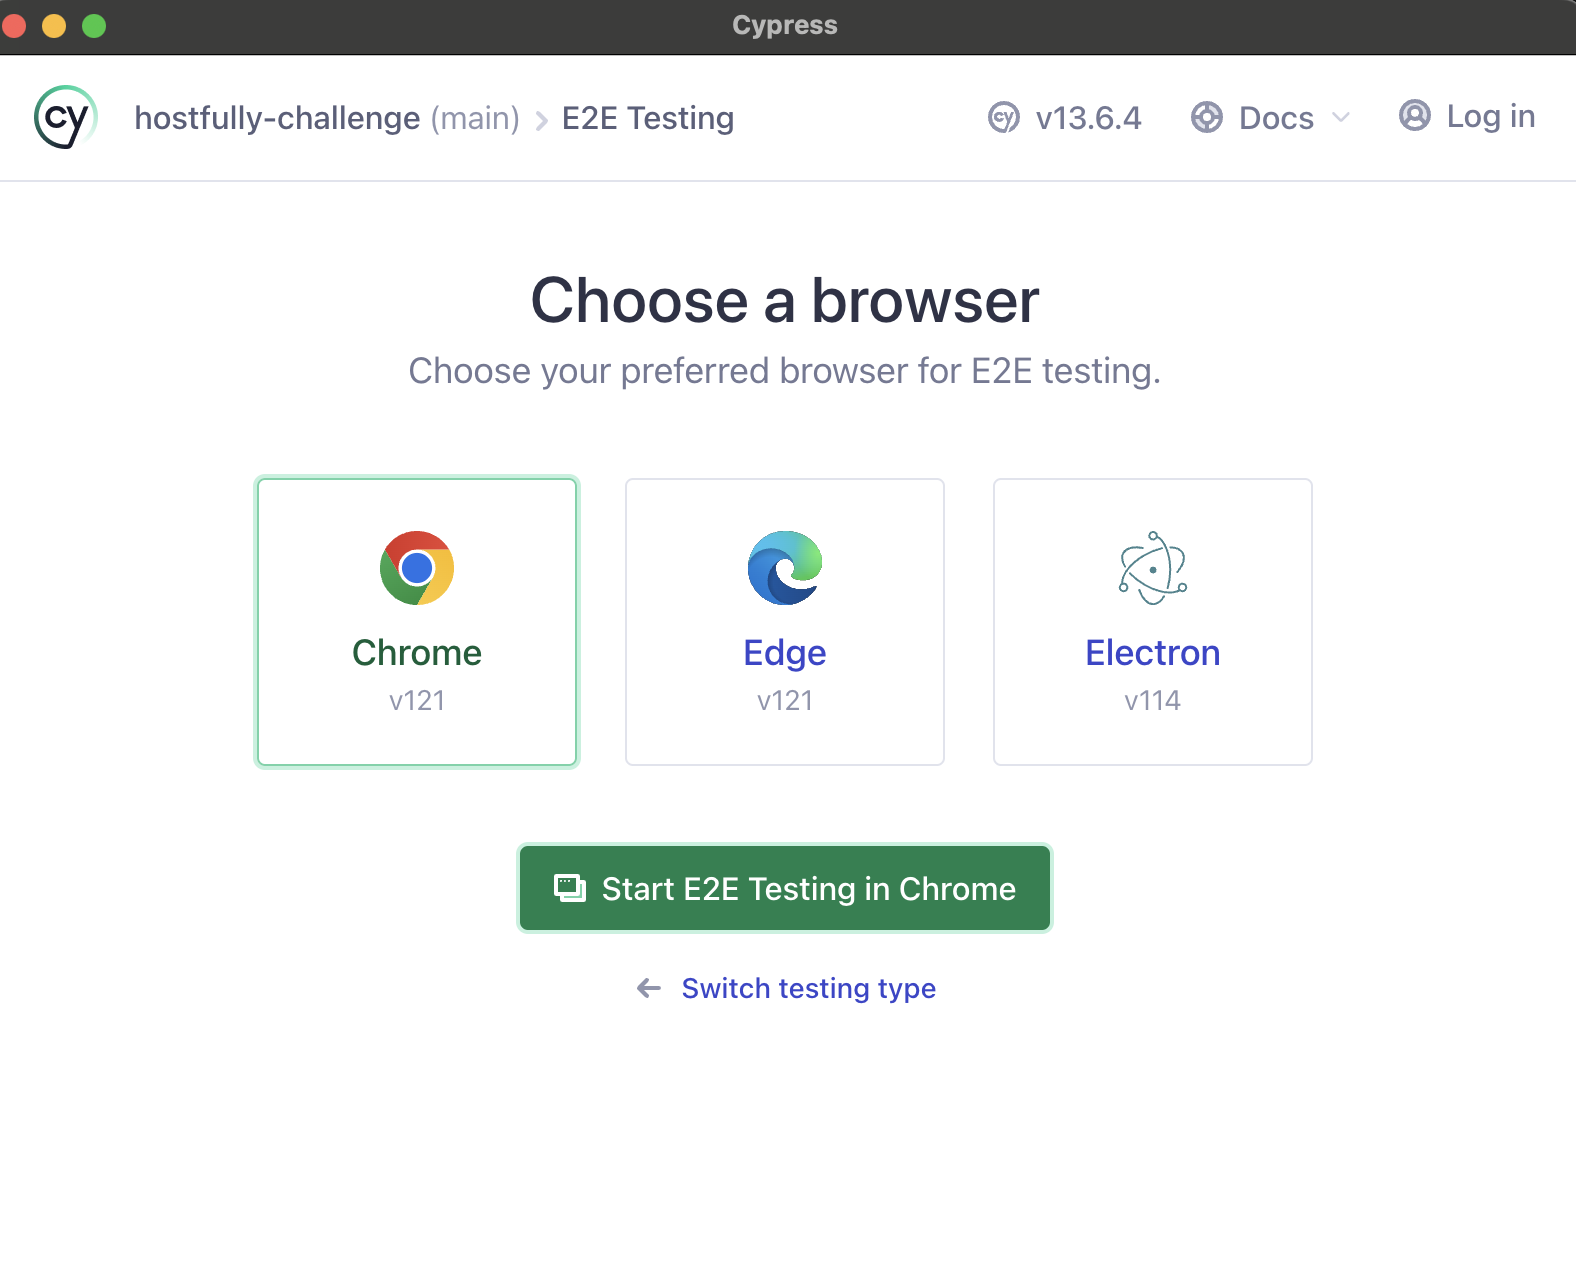 Cypress
cy hostfully-challenge (main) E2E Testing cy v13.6.4 Docs Log in
Choose a browser
Choose your preferred browser for E2E testing.
Chrome Edge Electron
v121 v121 v114
Start E2E Testing in Chrome
Switch testing type